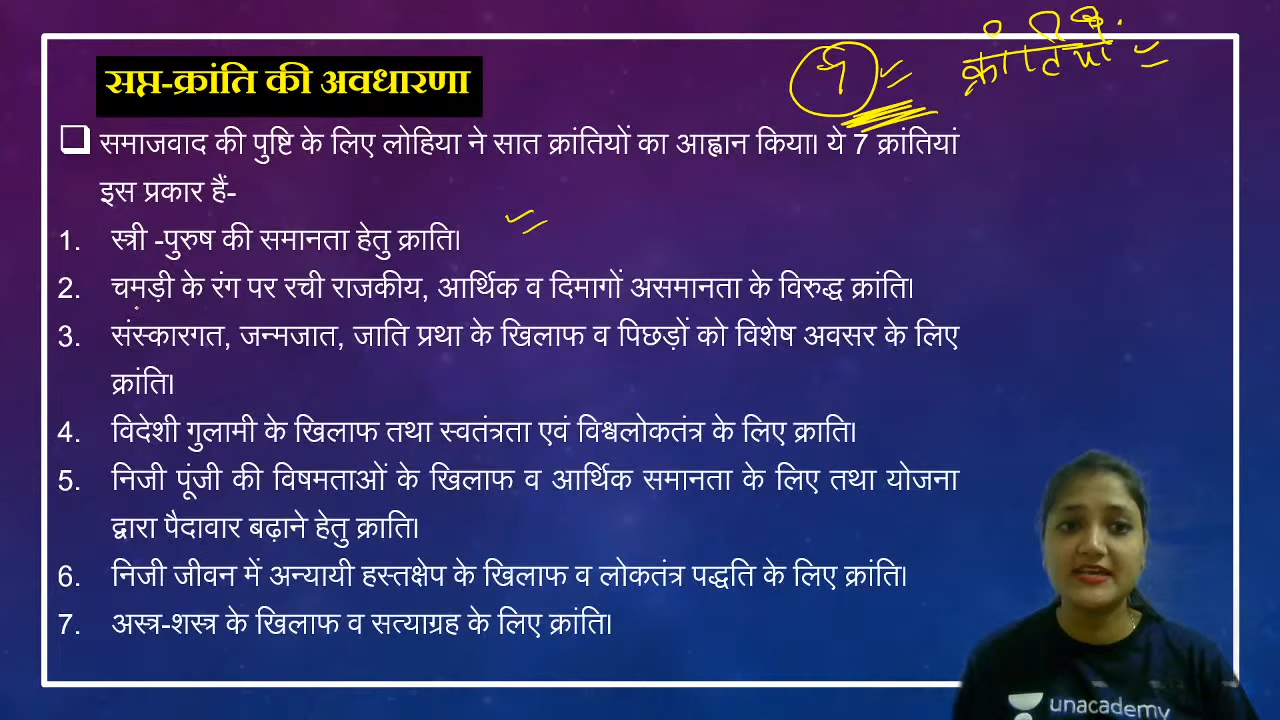 सप्त-क्रांति की अवधारणा
7 क्रांतियाँ
समाजवाद की पुष्टि के लिए लोहिया ने सात क्रांतियों का आह्वान किया। ये 7 क्रांतियां
इस प्रकार हैं-
1. स्त्री -पुरुष की समानता हेतु क्राति।
2. चमड़ी के रंग पर रची राजकीय, आर्थिक व दिमागों असमानता के विरुद्ध क्रांति।
3. संस्कारगत, जन्मजात, जाति प्रथा के खिलाफ व पिछड़ों को विशेष अवसर के लिए
क्रांति।
4. विदेशी गुलामी के खिलाफ तथा स्वतंत्रता एवं विश्वलोकतंत्र के लिए क्राति।
5. निजी पूंजी की विषमताओं के खिलाफ व आर्थिक समानता के लिए तथा योजना
द्वारा पैदावार बढ़ाने हेतु क्राति।
6. निजी जीवन में अन्यायी हस्तक्षेप के खिलाफ व लोकतंत्र पद्धति के लिए क्रांति।
7. अस्त्र-शस्त्र के खिलाफ व सत्याग्रह के लिए क्रांति।
unacademy